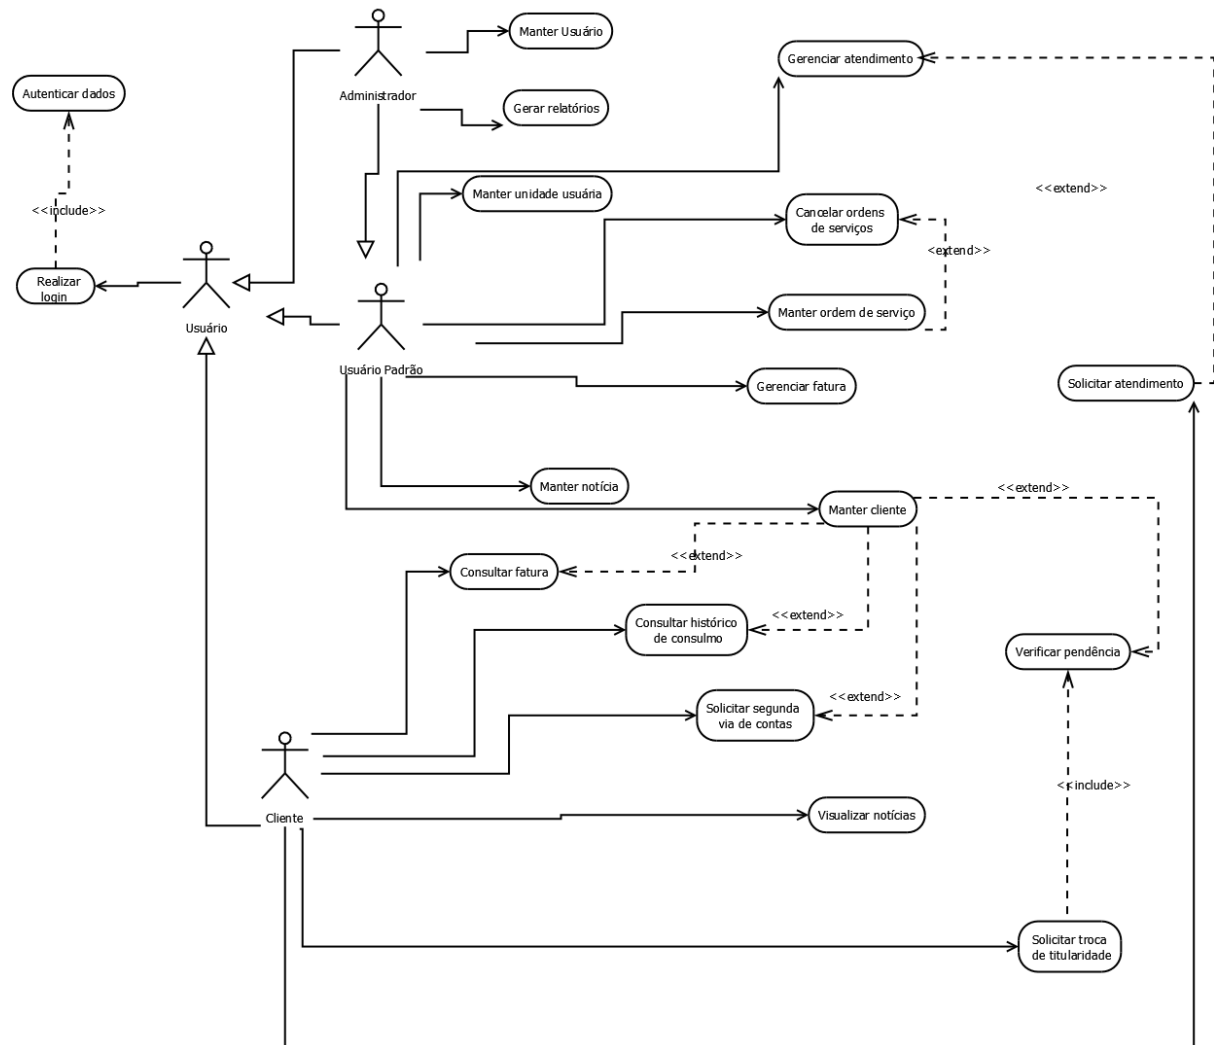 Manter Usuário
Gerenciar atendimento
Autenticar dados
Administrador
Gerar relatórios
<<extend>>
Manter unidade usuária
<<include>>
Cancelar ordens
de serviços
<extend>>
Realizar
login
Manter ordem de serviço
Usuário
Usuário Padrão
Gerenciar fatura
Solicitar atendimento
Manter notícia
<<extend>>
Manter cliente
<<extend>>
Consultar fatura
<<extend>>
Consultar histórico
de consulmo
Verificar pendência
<<extend>>
Solicitar segunda
via de contas
<<include>>
Cliente
Visualizar notícias
Solicitar troca
de titularidade